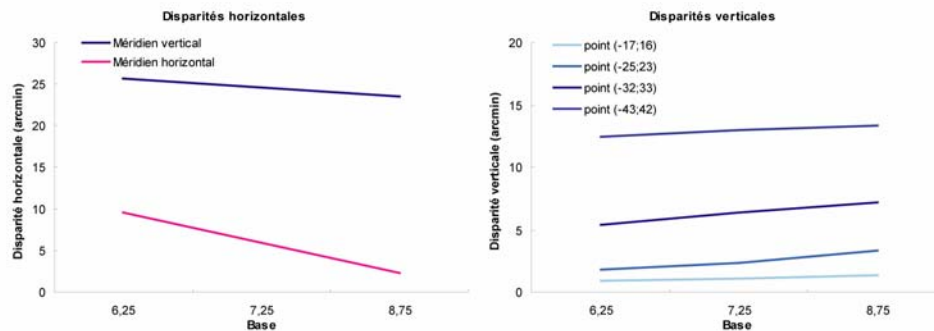 Disparités horizontales
Disparité horizontale (arcmin)
30
25
20
15
10
5
0
Méridien vertical
Méridien horizontal
6,25
7,25
8,75
Base
Disparités verticales
Disparité verticale (arcmin)
20
15
10
5
0
point (-17;16)
point (-25;23)
point (-32;33)
point (-43;42)
6,25
7,25
8,75
Base